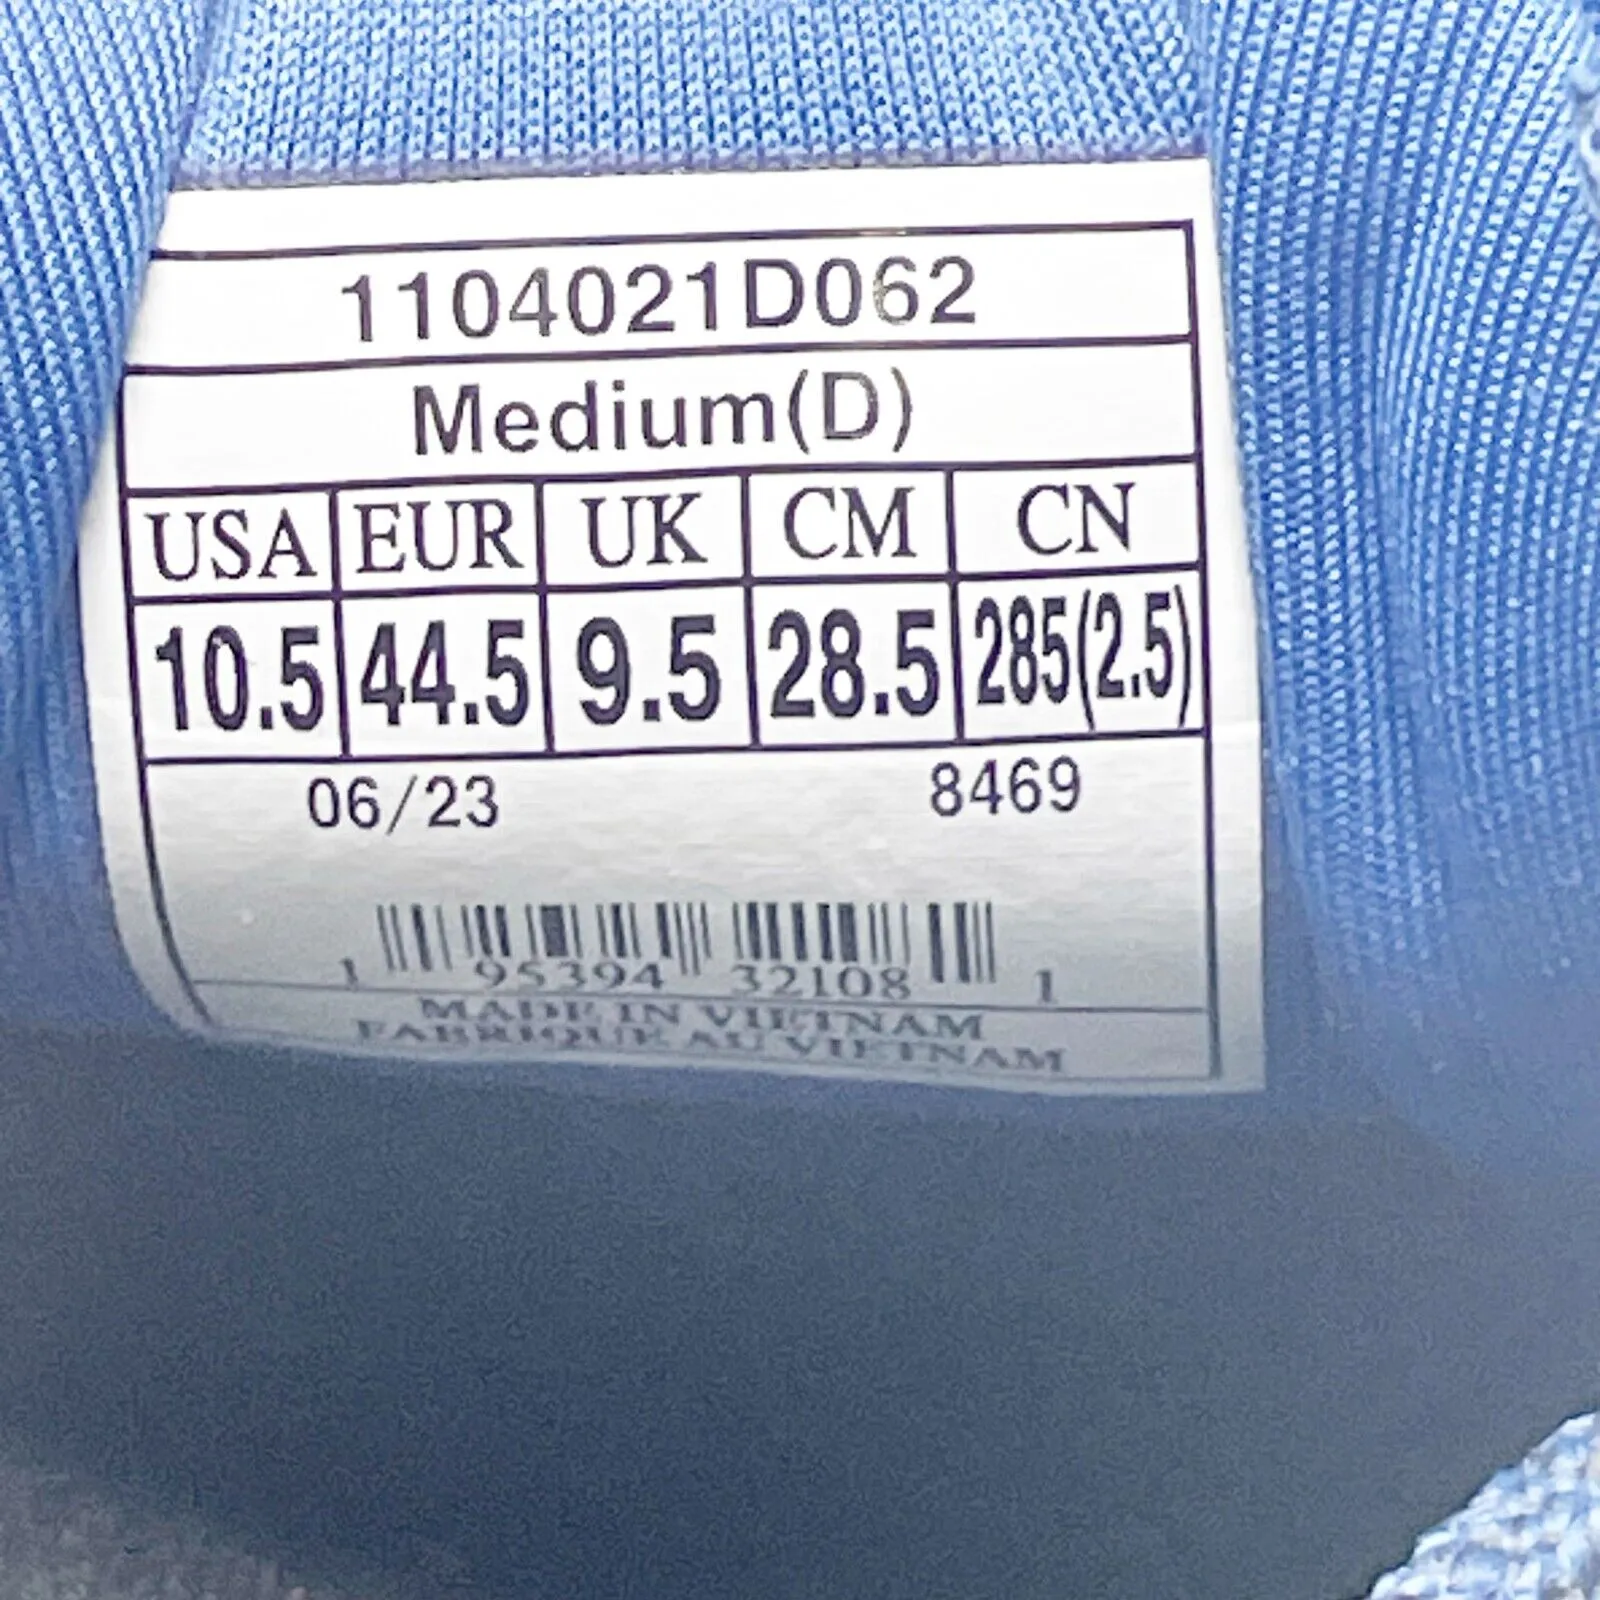 1104021D062
Medium(D)
USA EUR UK CM CN
10.5 44.5 9.5 28.5 285(2.5)
06/23 8469
1 95394 32108 1
MADE IN VIETNAM
FABRIQUE AU VIETNAM